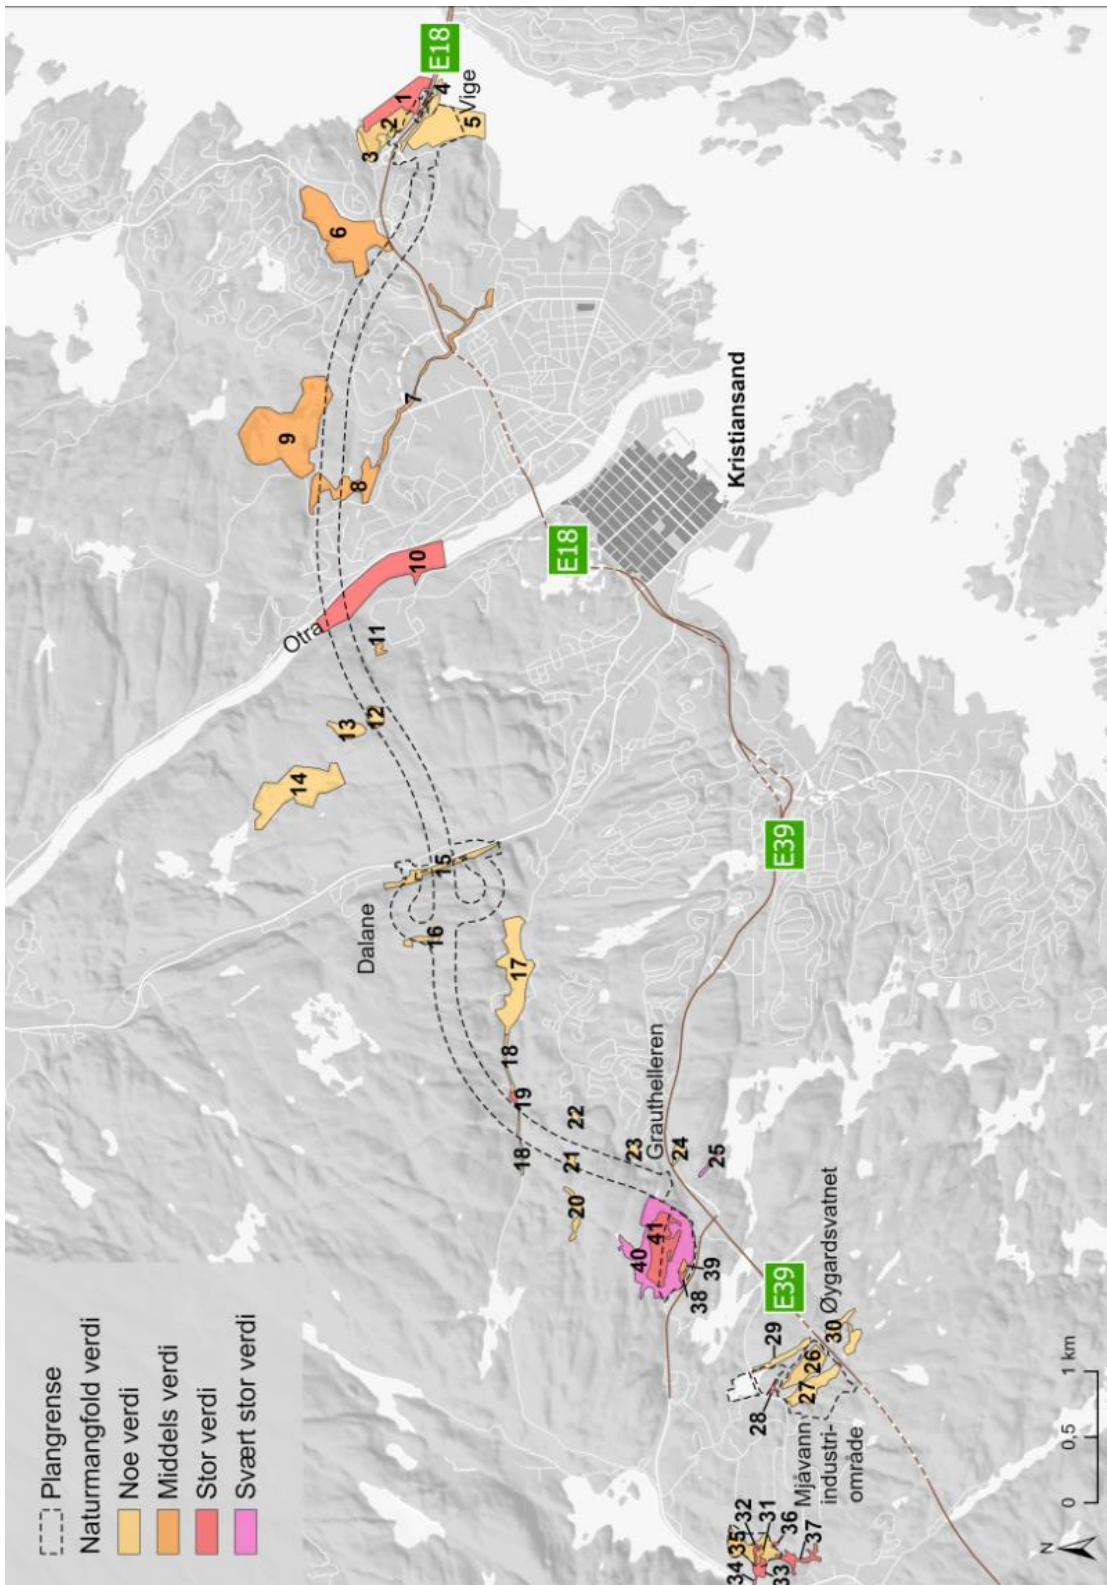 Plangrense
Naturmangfold verdi
Noe verdi
Middels verdi
Stor verdi
Svært stor verdi
E18
Vige
1
2
3
4
5
6
7
8
9
10
Otra
11
12
13
14
Kristiansand
E18
15
Dalane
16
17
18
19
18
20
21
22
23
Grauthelleren
24
25
E39
40
41
38
39
E39
Øygardsvatnet
26
27
28
29
30
Mjåvann
industri-
område
31
32
33
34
35
36
37
N
0
0,5
1 km